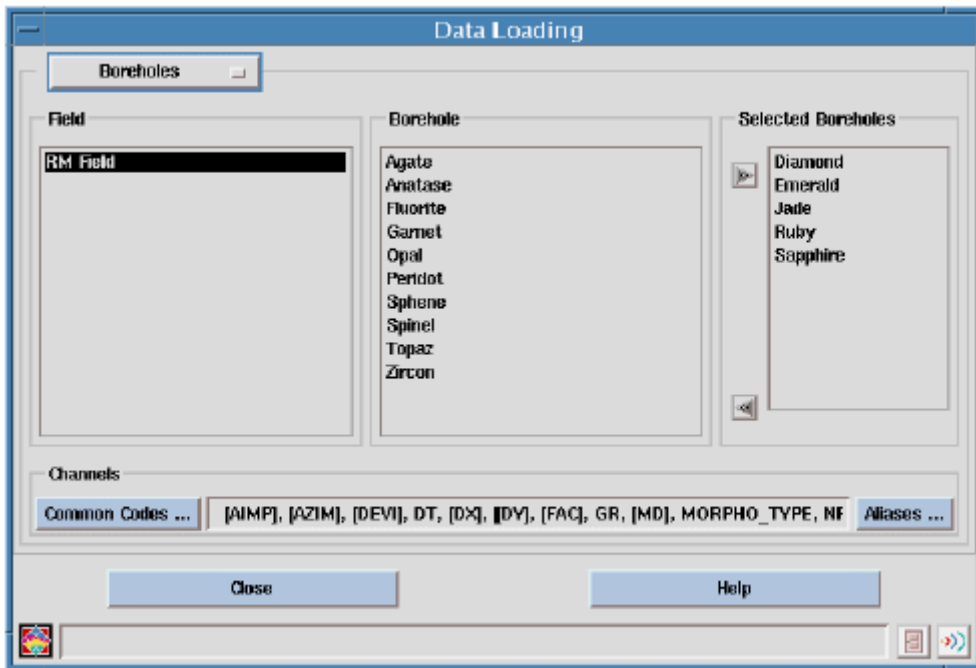 Data Loading
Boreholes
Field
RM Field
Borehole
Agate
Anatase
Fluorite
Garnet
Opal
Peridot
Sphene
Spinel
Topaz
Zircon
Selected Boreholes
Diamond
Emerald
Jade
Ruby
Sapphire
Channels
Common Codes ...
[AIMP], [AZIM], [DEVI], DT, [DX], [DY], [FAC], GR, [MD], MORPHO_TYPE,
Aliases ...
Close
Help